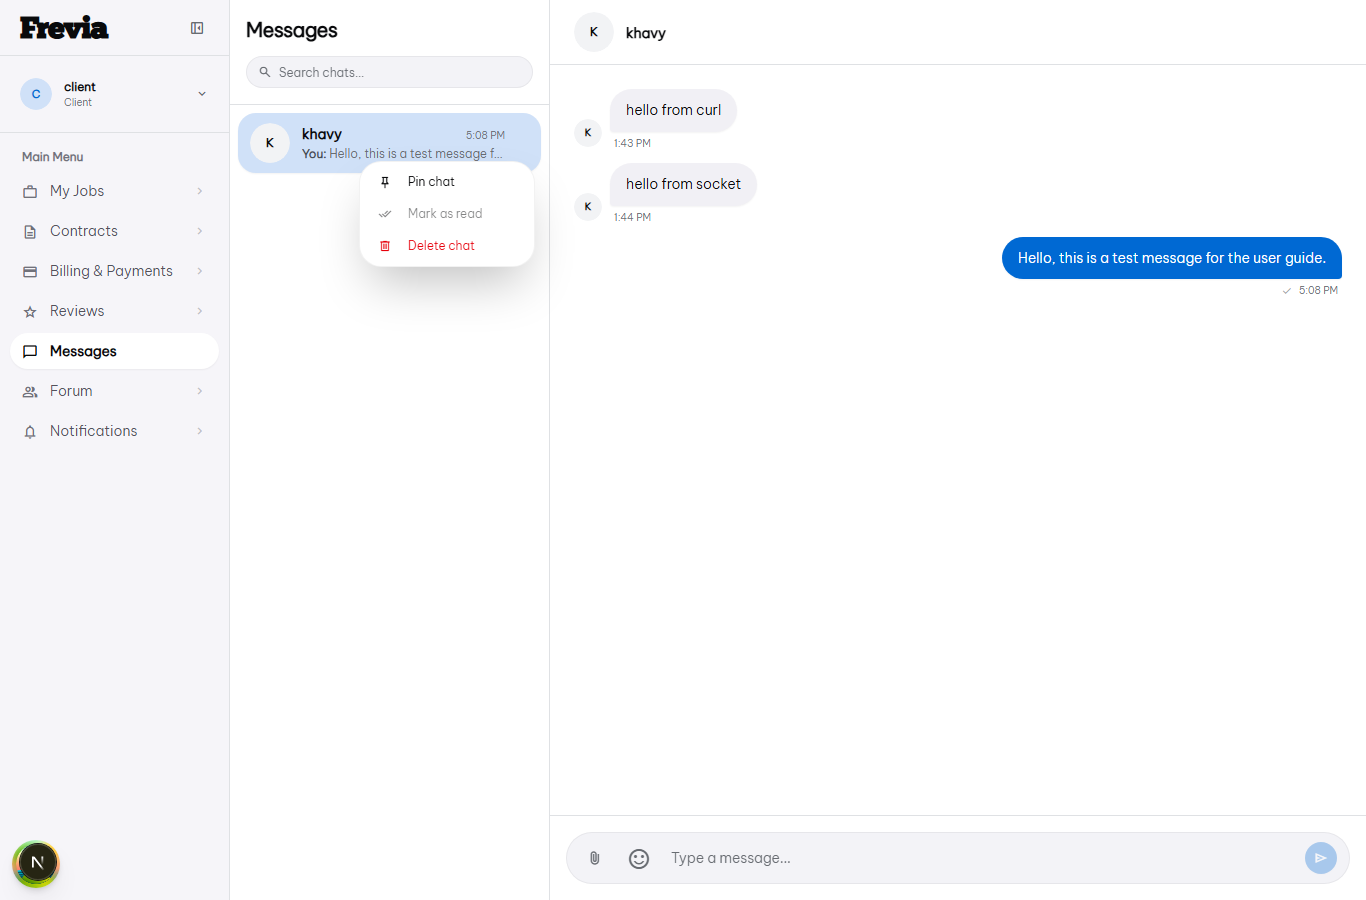 Frevia
C
client
Client
Main Menu
My Jobs
Contracts
Billing & Payments
Reviews
Messages
Forum
Notifications
N
Messages
Search chats...
K
khavy
5:08 PM
You: Hello, this is a test message f...
Pin chat
Mark as read
Delete chat
K
khavy
hello from curl
K
1:43 PM
hello from socket
K
1:44 PM
Hello, this is a test message for the user guide.
5:08 PM
Type a message...